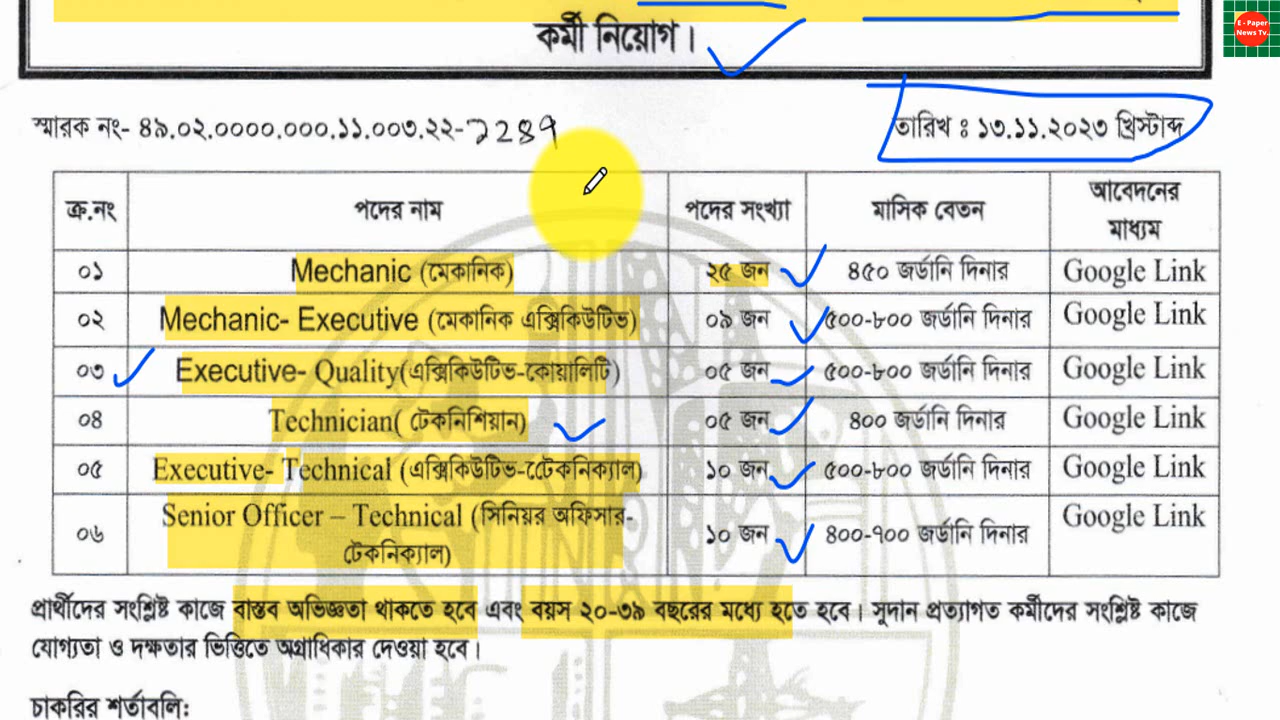 E - Paper
News Tv.
কর্মী নিয়োগ।
স্মারক নং- ৪৯.০২.০০০০.০০০.১১.০০৩.২২-২২৪৭
তারিখ ঃ ১৩.১১.২০২৩ খ্রিস্টাব্দ
ক্র.নং পদের নাম পদের সংখ্যা মাসিক বেতন আবেদনের মাধ্যম
০১ Mechanic (মেকানিক) ২৫ জন ৪৫০ জর্ডানি দিনার Google Link
০২ Mechanic- Executive (মেকানিক এক্সিকিউটিভ) ০৯ জন ৫০০-৮০০ জর্ডানি দিনার Google Link
০৩ Executive- Quality(এক্সিকিউটিভ-কোয়ালিটি) ০৫ জন ৫০০-৮০০ জর্ডানি দিনার Google Link
০৪ Technician( টেকনিশিয়ান) ০৫ জন ৪০০ জর্ডানি দিনার Google Link
০৫ Executive- Technical (এক্সিকিউটিভ-টেকনিক্যাল) ১০ জন ৫০০-৮০০ জর্ডানি দিনার Google Link
০৬ Senior Officer – Technical (সিনিয়র অফিসার-টেকনিক্যাল) ১০ জন ৪০০-৭০০ জর্ডানি দিনার Google Link
প্রার্থীদের সংশ্লিষ্ট কাজে বাস্তব অভিজ্ঞতা থাকতে হবে এবং বয়স ২০-৩৯ বছরের মধ্যে হতে হবে। সুদান প্রত্যাগত কর্মীদের সংশ্লিষ্ট কাজে
যোগ্যতা ও দক্ষতার ভিত্তিতে অগ্রাধিকার দেওয়া হবে।
চাকরির শর্তাবলি: